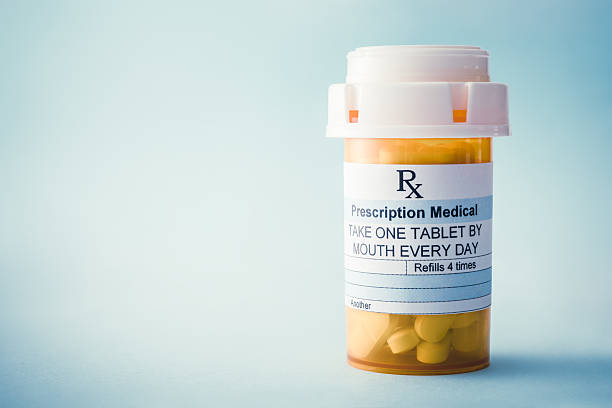 Rx
Prescription Medical
TAKE ONE TABLET BY
MOUTH EVERY DAY
Refills 4 times
Another